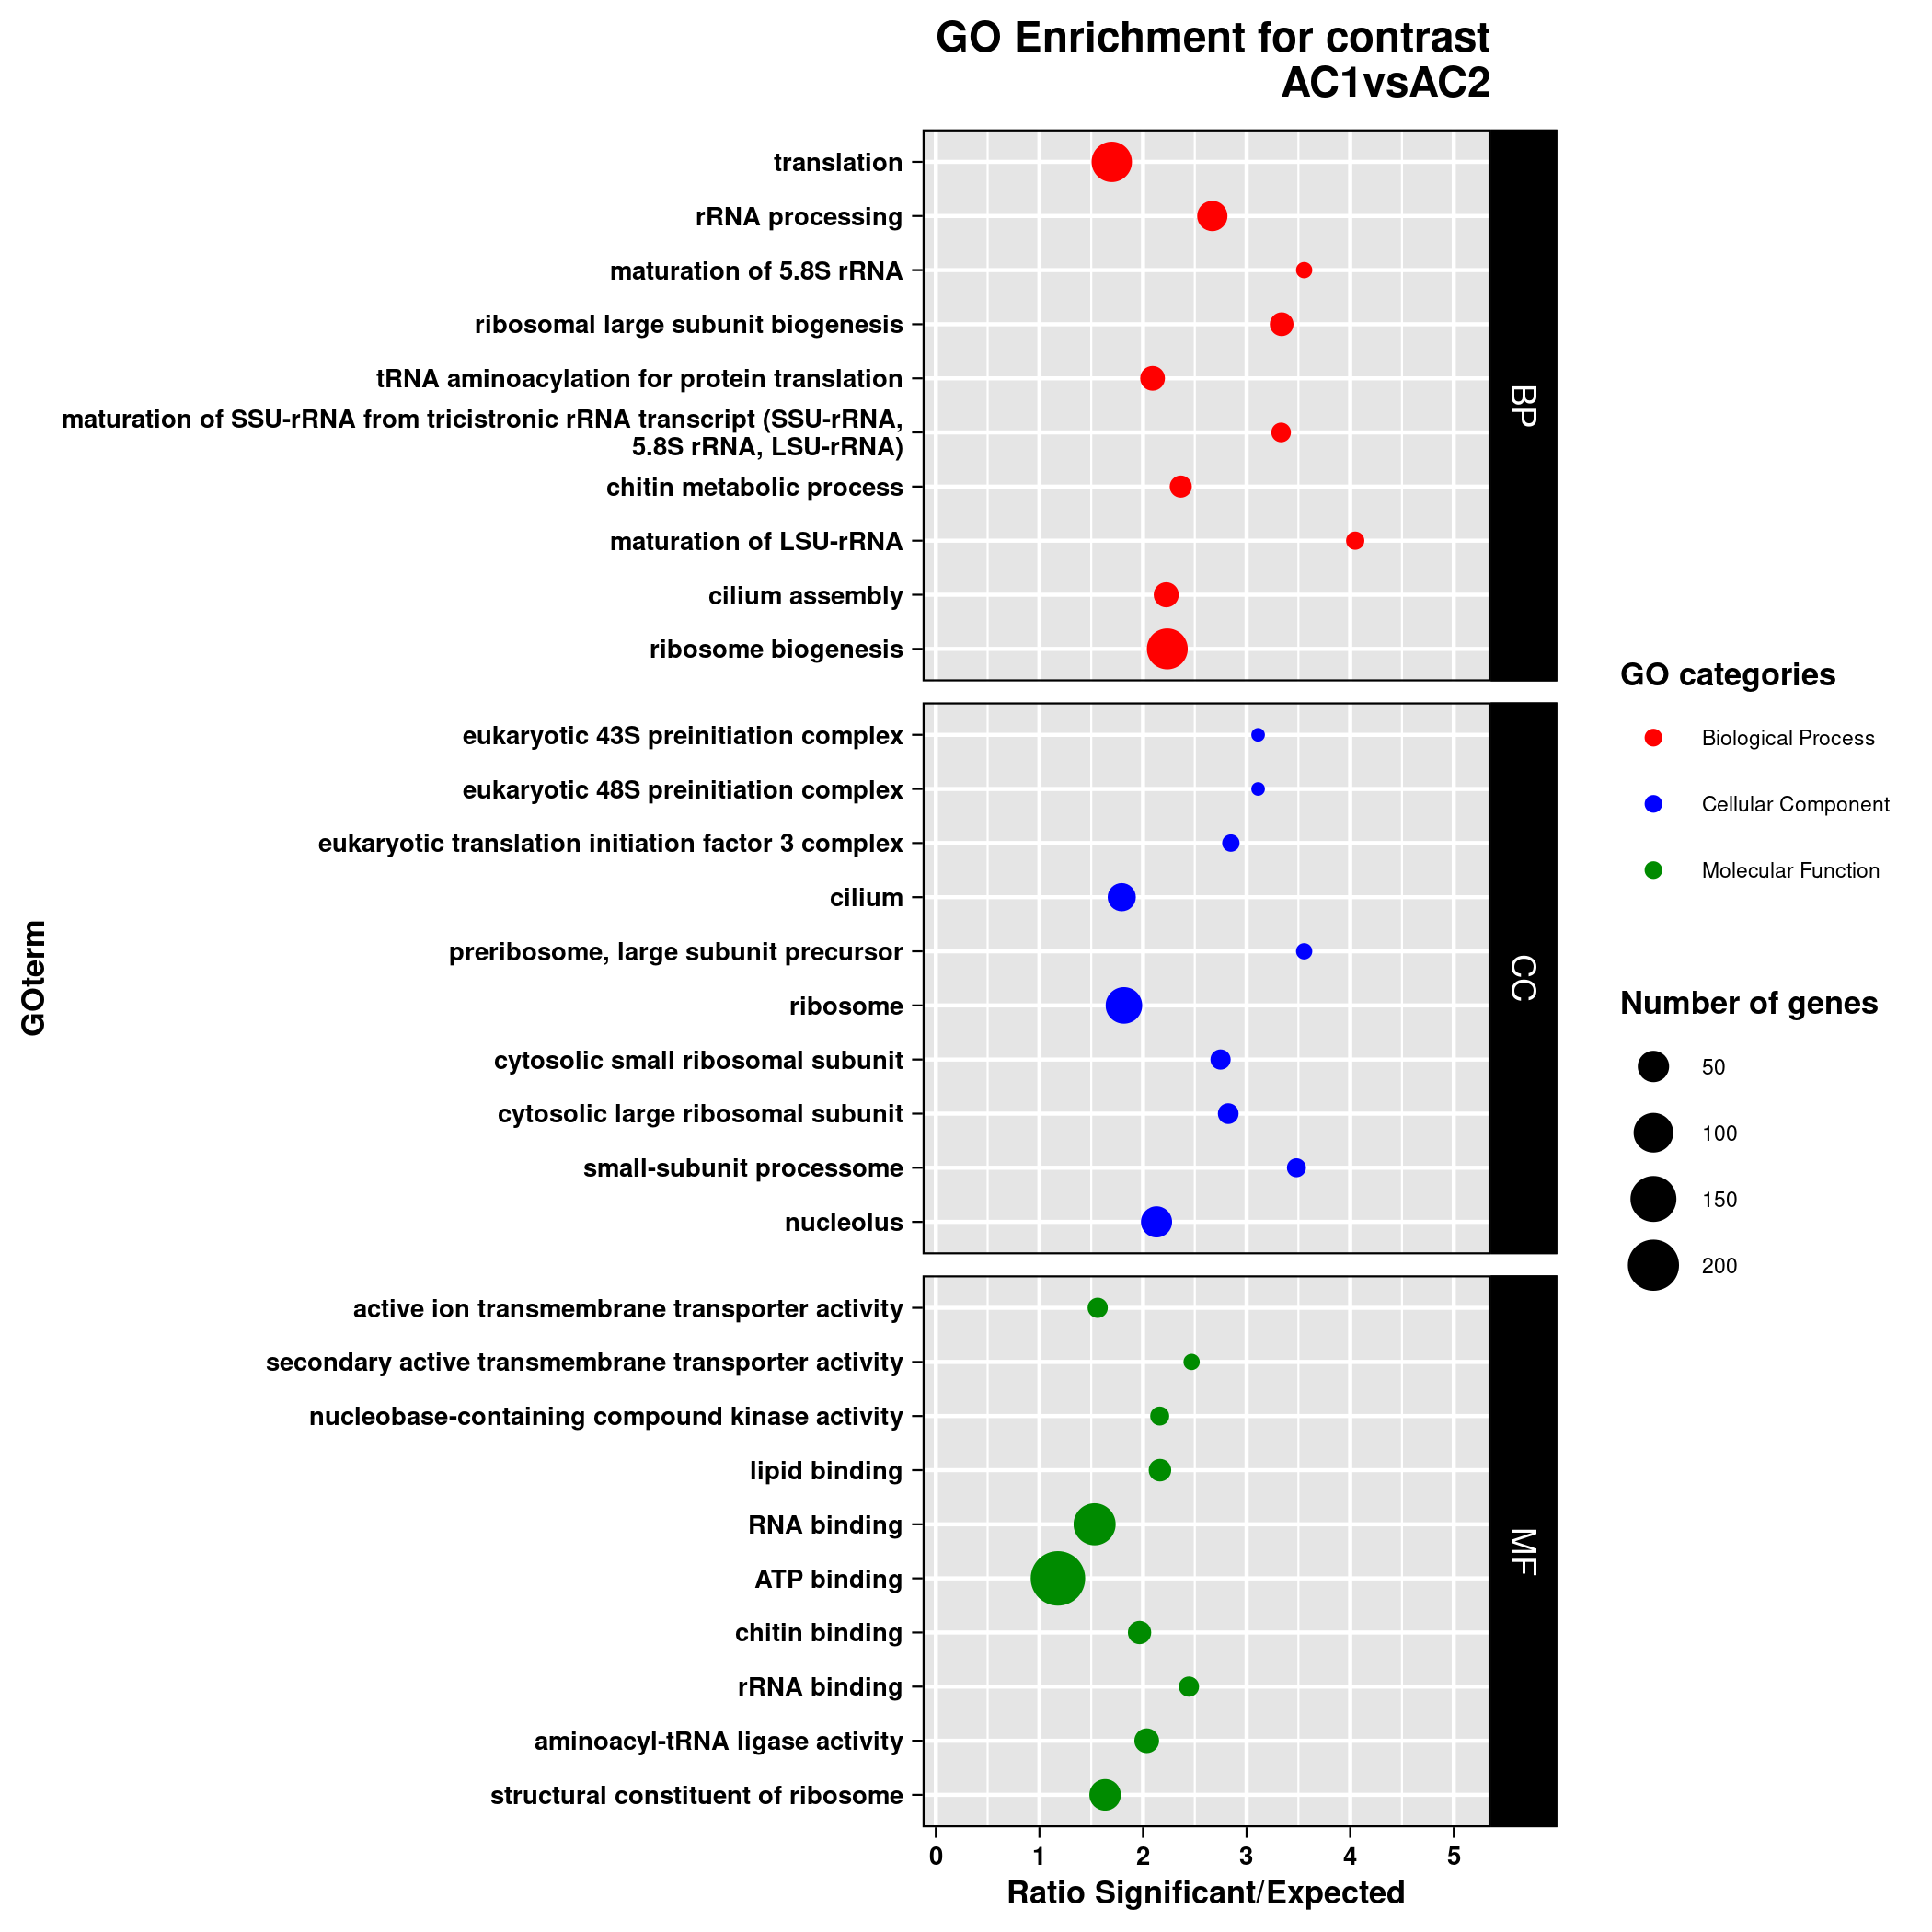 GO Enrichment for contrast
AC1vsAC2
translation
rRNA processing
maturation of 5.8S rRNA
ribosomal large subunit biogenesis
tRNA aminoacylation for protein translation
maturation of SSU-rRNA from tricistronic rRNA transcript (SSU-rRNA,
5.8S rRNA, LSU-rRNA)
chitin metabolic process
maturation of LSU-rRNA
cilium assembly
ribosome biogenesis
BP
eukaryotic 43S preinitiation complex
eukaryotic 48S preinitiation complex
eukaryotic translation initiation factor 3 complex
cilium
preribosome, large subunit precursor
ribosome
cytosolic small ribosomal subunit
cytosolic large ribosomal subunit
small-subunit processome
nucleolus
CC
active ion transmembrane transporter activity
secondary active transmembrane transporter activity
nucleobase-containing compound kinase activity
lipid binding
RNA binding
ATP binding
chitin binding
rRNA binding
aminoacyl-tRNA ligase activity
structural constituent of ribosome
MF
0 1 2 3 4 5
Ratio Significant/Expected
GOterm
GO categories
Biological Process
Cellular Component
Molecular Function
Number of genes
50
100
150
200